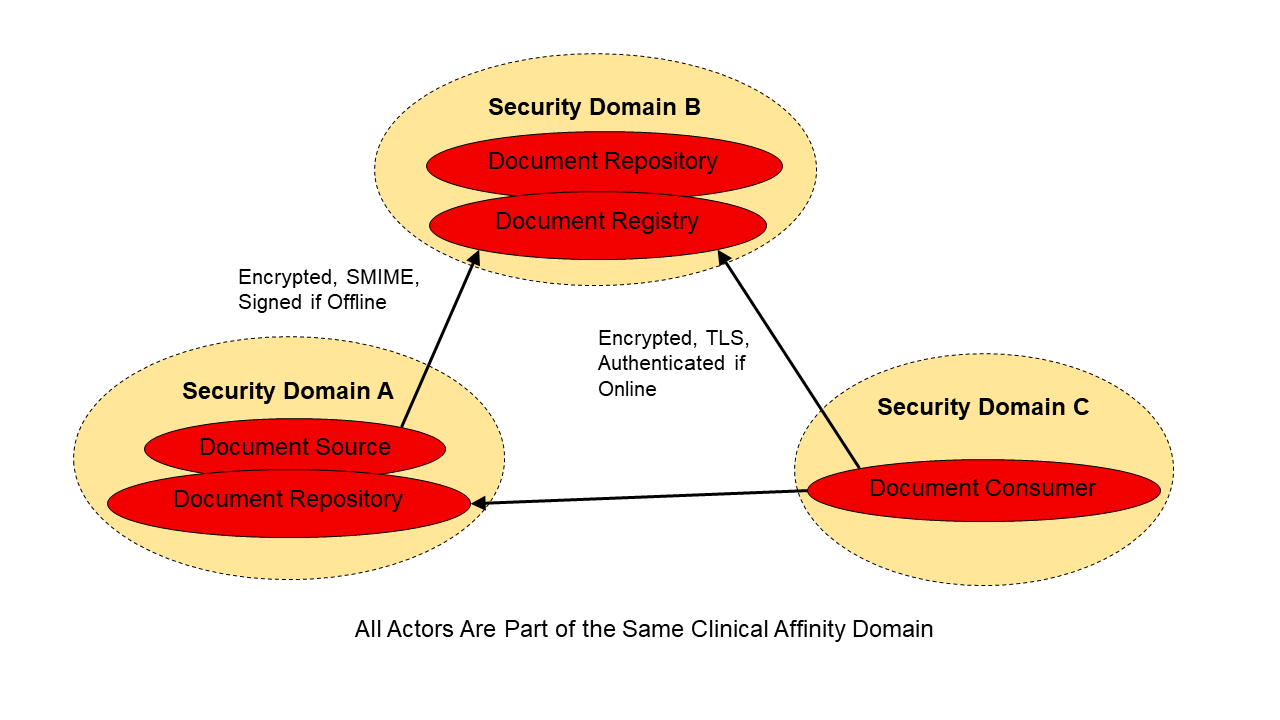 Security Domain B
Document Repository
Document Registry
Encrypted, SMIME,
Signed if Offline
Encrypted, TLS,
Authenticated if
Online
Security Domain A
Document Source
Document Repository
Security Domain C
Document Consumer
All Actors Are Part of the Same Clinical Affinity Domain